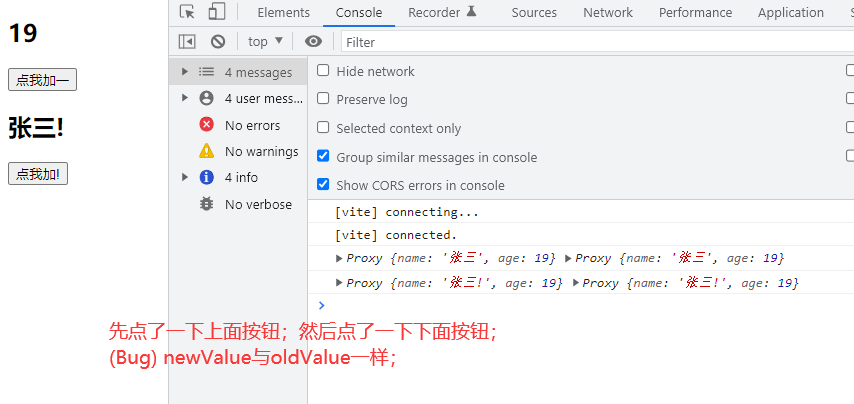 19
点我加一
张三!
点我加!
Elements Console Recorder Sources Network Performance Application
top Filter
4 messages
4 user mess...
No errors
No warnings
4 info
No verbose
Hide network
Preserve log
Selected context only
Group similar messages in console
Show CORS errors in console
[vite] connecting...
[vite] connected.
Proxy {name: '张三', age: 19} Proxy {name: '张三', age: 19}
Proxy {name: '张三!', age: 19} Proxy {name: '张三!', age: 19}
先点了一下上面按钮；然后点了一下下面按钮；
(Bug) newValue与oldValue一样；